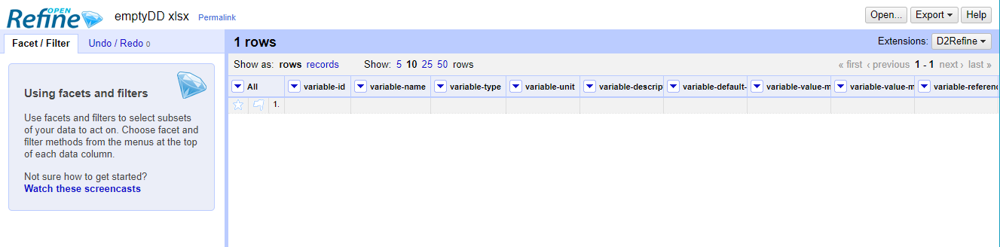 OPEN
Refine
emptyDD xlsx Permalink
Open... Export Help
Facet / Filter Undo / Redo 0
1 rows
Extensions: D2Refine
Show as: rows records Show: 5 10 25 50 rows
« first ‹ previous 1 - 1 next › last »
All variable-id variable-name variable-type variable-unit variable-descrip variable-default- variable-value-m variable-value-m variable-referenc
1.
Using facets and filters
Use facets and filters to select subsets
of your data to act on. Choose facet and
filter methods from the menus at the top
of each data column.
Not sure how to get started?
Watch these screencasts